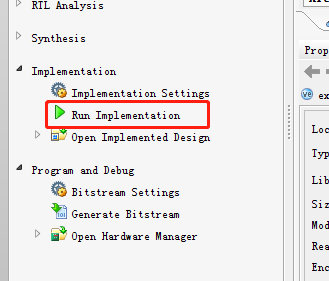 RTL Analysis
Synthesis
Implementation
Implementation Settings
Run Implementation
Open Implemented Design
Program and Debug
Bitstream Settings
Generate Bitstream
Open Hardware Manager
Prop
ex
Loc
Typ
Lib
Siz
Mod
Rea
Enc